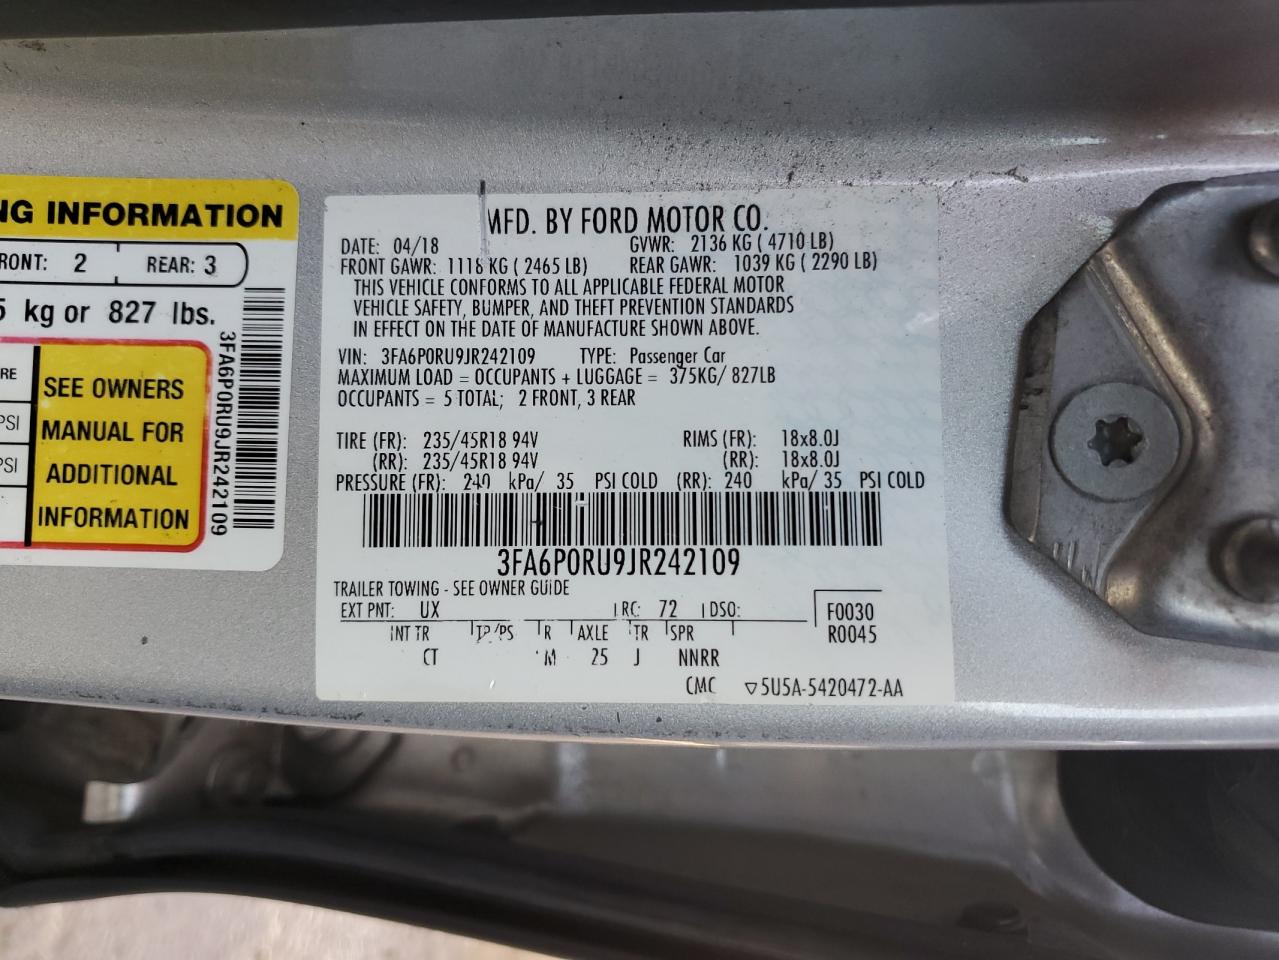 NG INFORMATION
RONT: 2 REAR: 3
5 kg or 827 lbs.
RE
PSI
PSI
SEE OWNERS
MANUAL FOR
ADDITIONAL
INFORMATION
3FA6P0RU9JR242109
MFD. BY FORD MOTOR CO.
DATE: 04/18 GVWR: 2136 KG ( 4710 LB)
FRONT GAWR: 1118 KG ( 2465 LB) REAR GAWR: 1039 KG ( 2290 LB)
THIS VEHICLE CONFORMS TO ALL APPLICABLE FEDERAL MOTOR
VEHICLE SAFETY, BUMPER, AND THEFT PREVENTION STANDARDS
IN EFFECT ON THE DATE OF MANUFACTURE SHOWN ABOVE.
VIN: 3FA6P0RU9JR242109 TYPE: Passenger Car
MAXIMUM LOAD = OCCUPANTS + LUGGAGE = 375KG/ 827LB
OCCUPANTS = 5 TOTAL; 2 FRONT, 3 REAR
TIRE (FR): 235/45R18 94V RIMS (FR): 18x8.0J
(RR): 235/45R18 94V (RR): 18x8.0J
PRESSURE (FR): 240 kPa/ 35 PSI COLD (RR): 240 kPa/ 35 PSI COLD
3FA6P0RU9JR242109
TRAILER TOWING - SEE OWNER GUIDE
EXT PNT: UX RC: 72 DSO: F0030
INT TR TP/PS R AXLE TR SPR R0045
CT M 25 J NNRR
CMC ▽5U5A-5420472-AA